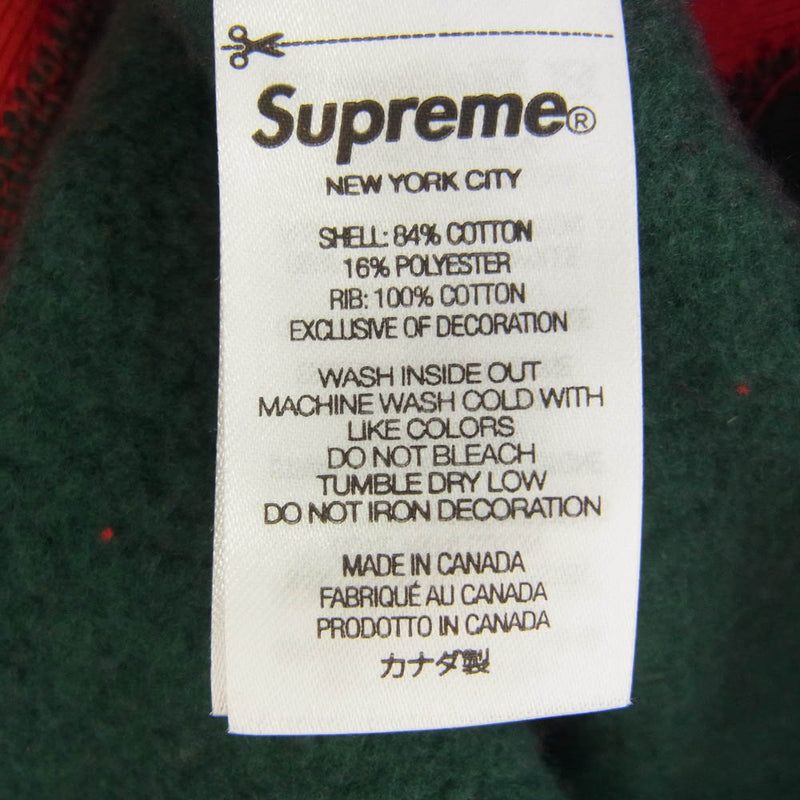 Supreme®
NEW YORK CITY
SHELL: 84% COTTON
16% POLYESTER
RIB: 100% COTTON
EXCLUSIVE OF DECORATION
WASH INSIDE OUT
MACHINE WASH COLD WITH
LIKE COLORS
DO NOT BLEACH
TUMBLE DRY LOW
DO NOT IRON DECORATION
MADE IN CANADA
FABRIQUÉ AU CANADA
PRODOTTO IN CANADA
カナダ製